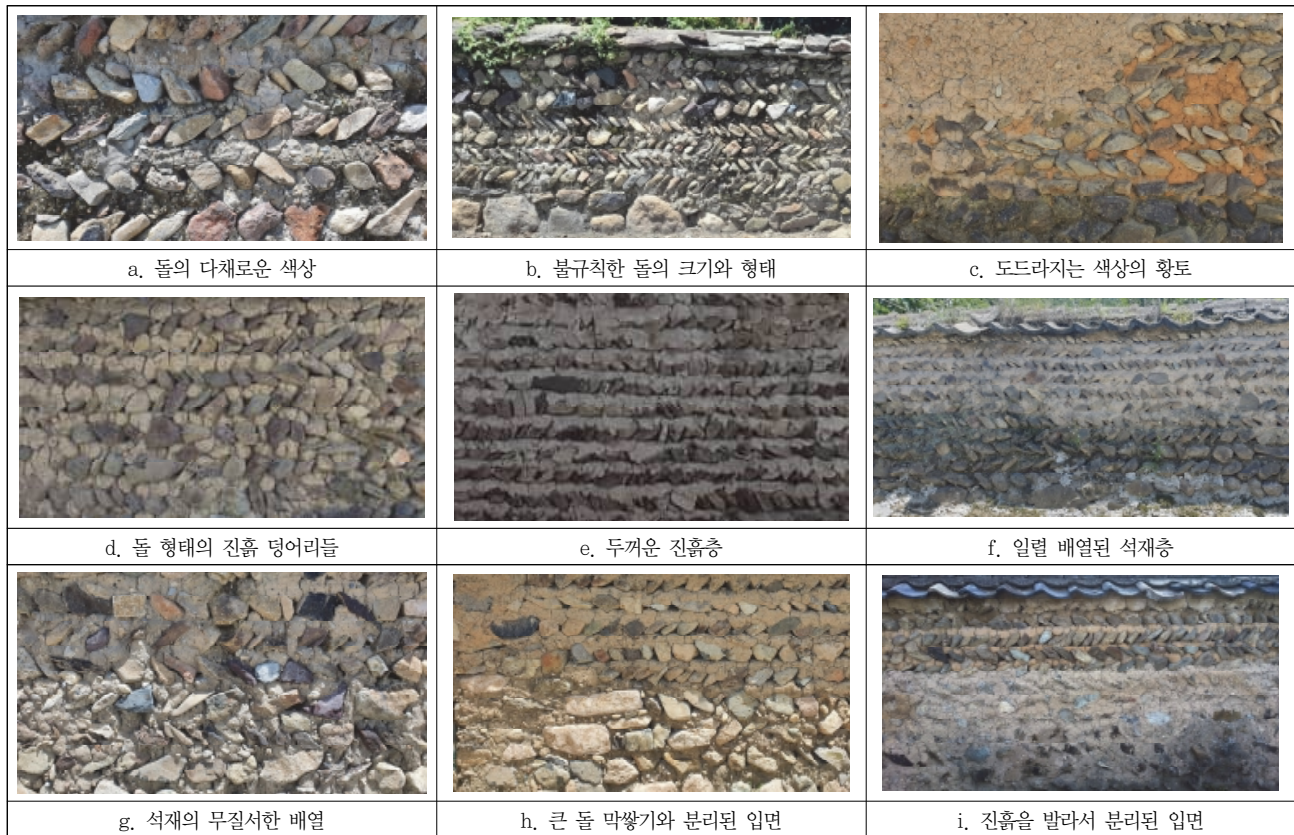 a. 돌의 다채로운 색상
b. 불규칙한 돌의 크기와 형태
c. 도드라지는 색상의 황토
d. 돌 형태의 진흙 덩어리들
e. 두꺼운 진흙층
f. 일렬 배열된 석재층
g. 석재의 무질서한 배열
h. 큰 돌 막쌓기와 분리된 입면
i. 진흙을 발라서 분리된 입면